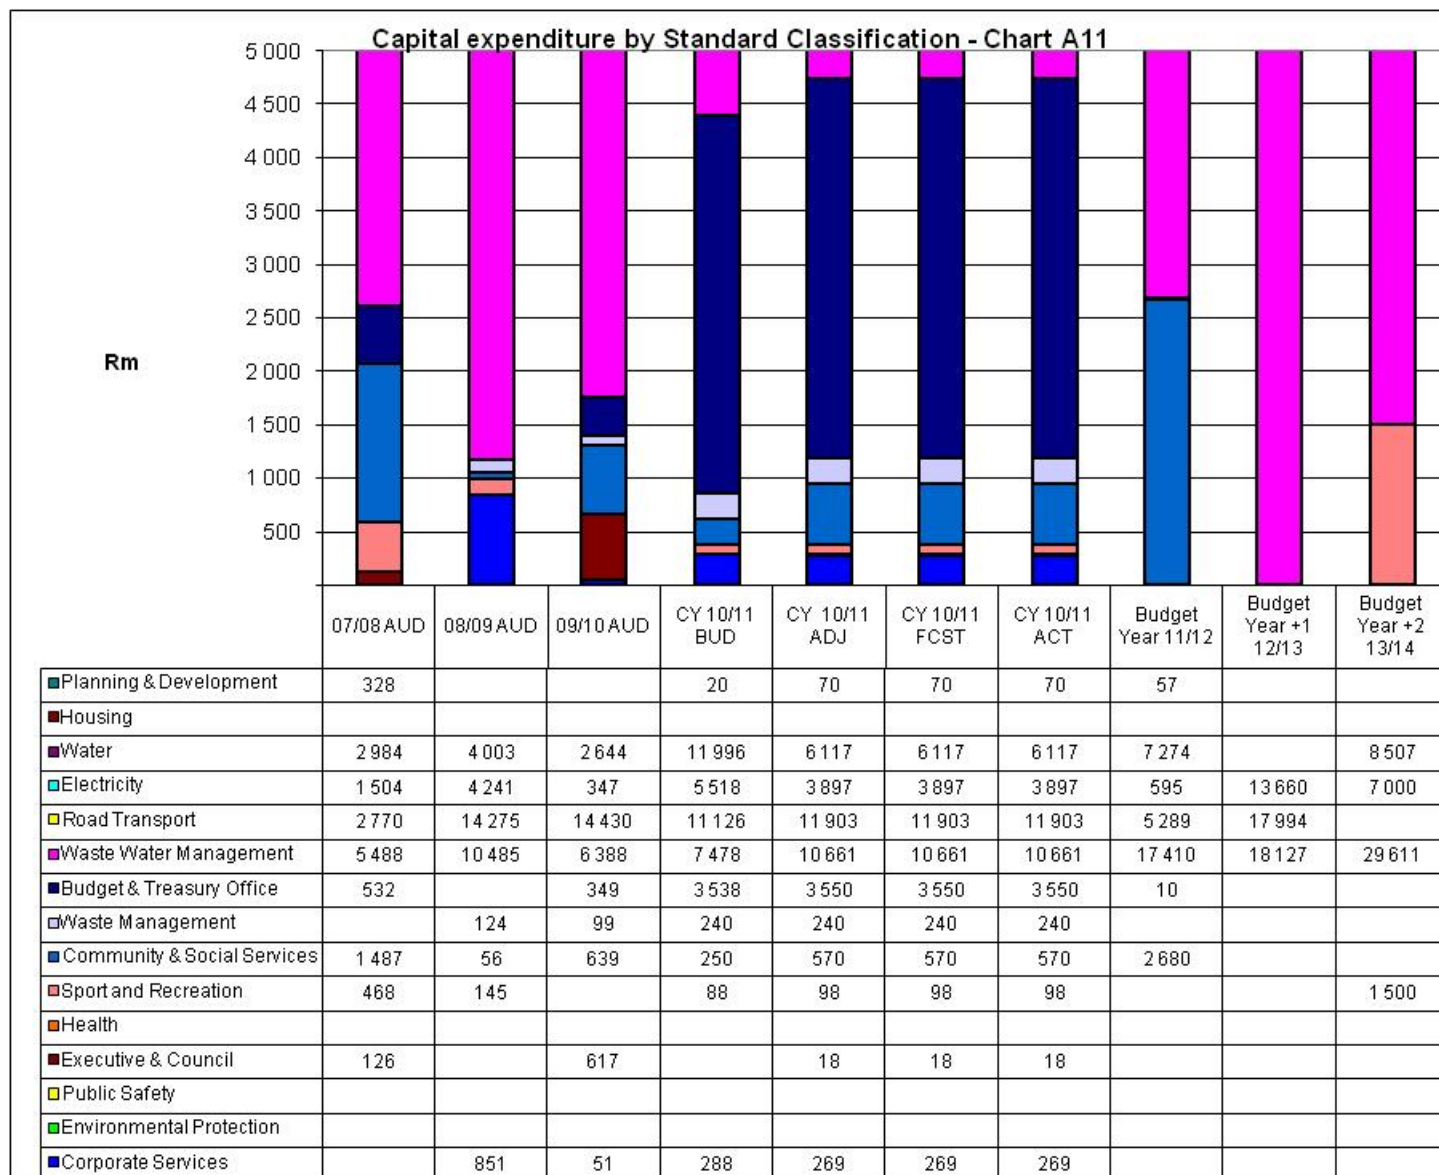 Capital expenditure by Standard Classification - Chart A11
5 000
4 500
4 000
3 500
3 000
2 500
2 000
1 500
1 000
500
Rm
07/08 AUD 08/09 AUD 09/10 AUD CY 10/11 BUD CY 10/11 ADJ CY 10/11 FCST CY 10/11 ACT Budget Year 11/12 Budget Year +1 12/13 Budget Year +2 13/14
Planning & Development 328 20 70 70 70 57
Housing
Water 2 984 4 003 2 644 11 996 6 117 6 117 6 117 7 274 8 507
Electricity 1 504 4 241 347 5 518 3 897 3 897 3 897 595 13 660 7 000
Road Transport 2 770 14 275 14 430 11 126 11 903 11 903 11 903 5 289 17 994
Waste Water Management 5 488 10 485 6 388 7 478 10 661 10 661 10 661 17 410 18 127 29 611
Budget & Treasury Office 532 349 3 538 3 550 3 550 3 550 10
Waste Management 124 99 240 240 240 240
Community & Social Services 1 487 56 639 250 570 570 570 2 680
Sport and Recreation 468 145 88 98 98 98 1 500
Health
Executive & Council 126 617 18 18 18
Public Safety
Environmental Protection
Corporate Services 851 51 288 269 269 269